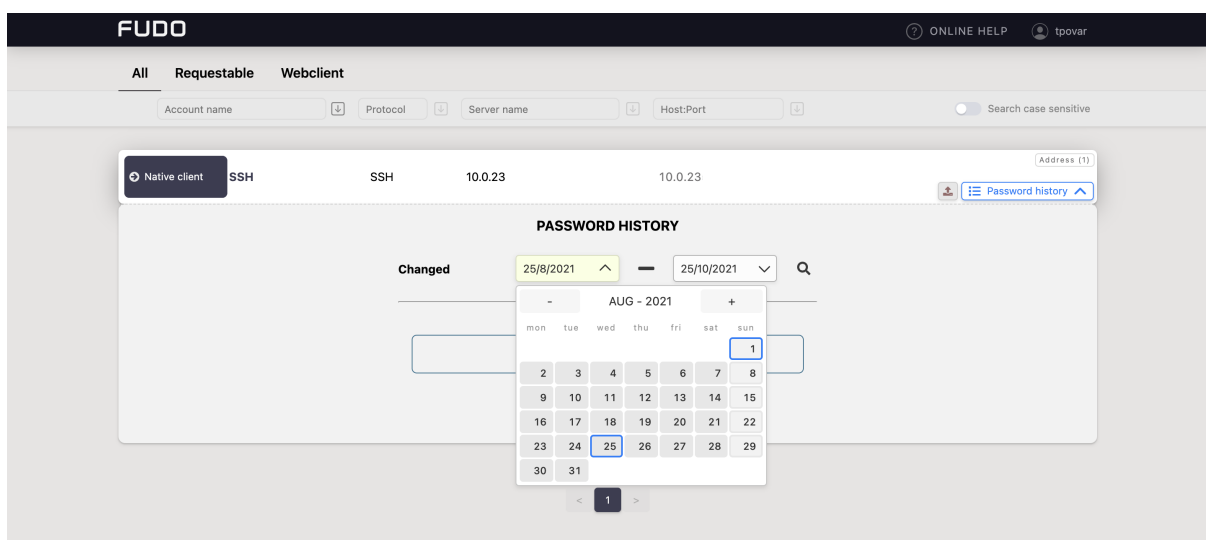 FUDO
? ONLINE HELP tpovar
All Requestable Webclient
Account name Protocol Server name Host:Port Search case sensitive
Address (1)
Native client SSH SSH 10.0.23 10.0.23
Password history
PASSWORD HISTORY
Changed 25/8/2021 25/10/2021
- AUG - 2021 +
mon tue wed thu fri sat sun
1
2 3 4 5 6 7 8
9 10 11 12 13 14 15
16 17 18 19 20 21 22
23 24 25 26 27 28 29
30 31
< 1 >